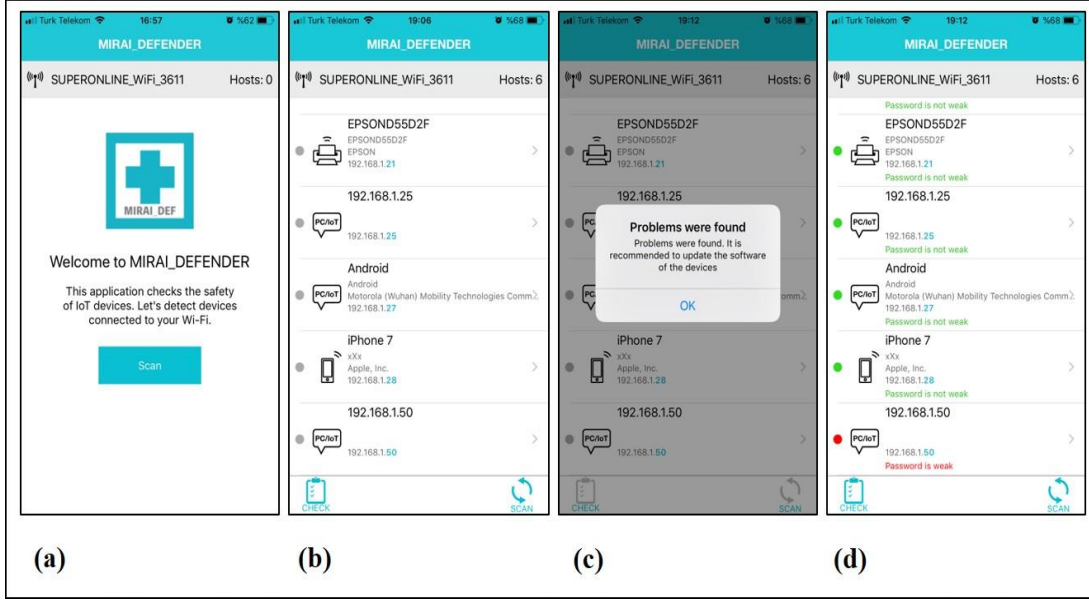 Turk Telekom 16:57 %62
MIRAI_DEFENDER
SUPERONLINE_WiFi_3611 Hosts: 0
MIRAI_DEF
Welcome to MIRAI_DEFENDER
This application checks the safety
of IoT devices. Let's detect devices
connected to your Wi-Fi.
Scan
(a)
Turk Telekom 19:06 %68
MIRAI_DEFENDER
SUPERONLINE_WiFi_3611 Hosts: 6
EPSOND55D2F
EPSOND55D2F
EPSON
192.168.1.21
192.168.1.25
PC/IoT
192.168.1.25
Android
Android
PC/IoT
Motorola (Wuhan) Mobility Technologies Comm...
192.168.1.27
iPhone 7
xXx
Apple, Inc.
192.168.1.28
192.168.1.50
PC/IoT
192.168.1.50
CHECK SCAN
(b)
Turk Telekom 19:12 %68
MIRAI_DEFENDER
SUPERONLINE_WiFi_3611 Hosts: 6
EPSOND55D2F
EPSOND55D2F
EPSON
192.168.1.21
192.168.1.25
PC
Problems were found
Problems were found. It is
recommended to update the software
of the devices
OK
PC
omm...
iPhone 7
xXx
Apple, Inc.
192.168.1.28
192.168.1.50
PC/IoT
192.168.1.50
CHECK SCAN
(c)
Turk Telekom 19:12 %68
MIRAI_DEFENDER
SUPERONLINE_WiFi_3611 Hosts: 6
Password is not weak
EPSOND55D2F
EPSOND55D2F
EPSON
192.168.1.21
Password is not weak
192.168.1.25
PC/IoT
192.168.1.25
Password is not weak
Android
Android
PC/IoT
Motorola (Wuhan) Mobility Technologies Comm...
192.168.1.27
Password is not weak
iPhone 7
xXx
Apple, Inc.
192.168.1.28
Password is not weak
192.168.1.50
PC/IoT
192.168.1.50
Password is weak
CHECK SCAN
(d)